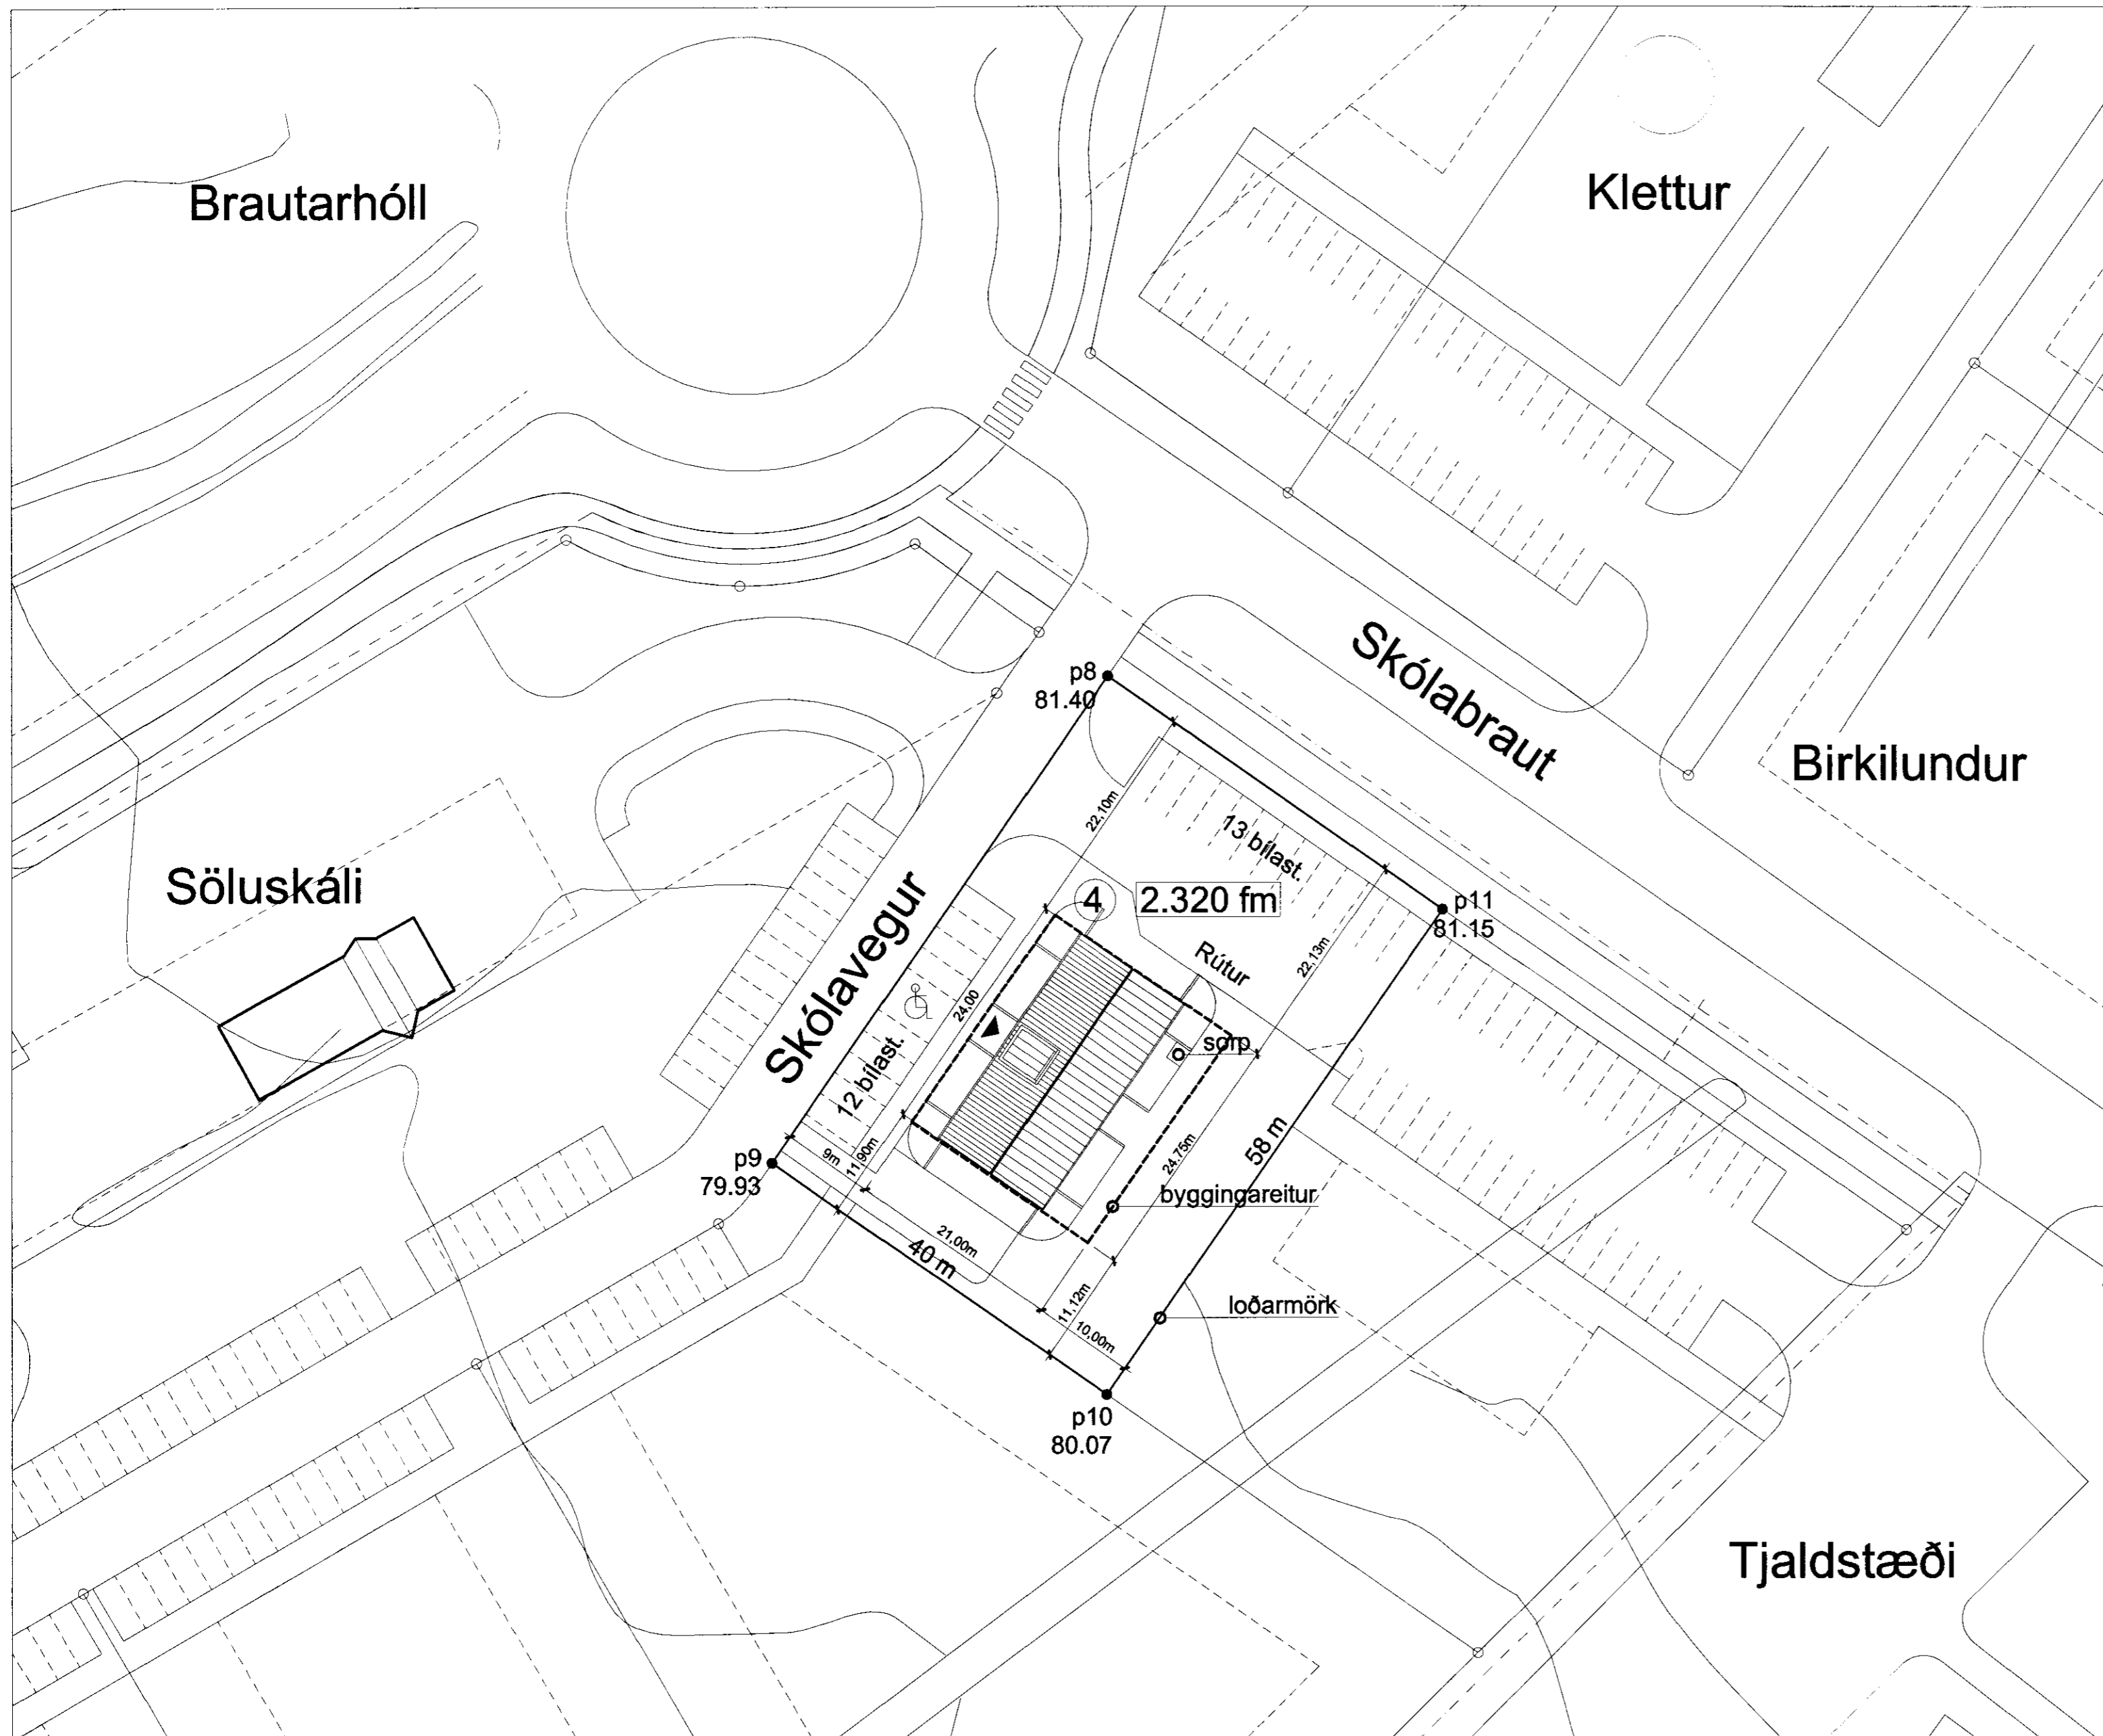 Brautarhóll
Klettur
Skólabraut
p8
81.40
Birkilundur
22,10m
13 bílast.
Söluskáli
4
2.320 fm
p11
81.15
Skólavegur
Rútur
22,13m
24,00
sorp
12 bílast.
58 m
24.75m
p9
79.93
9m
11,90m
byggingareitur
21,00m
40 m
11,12m
loðarmörk
10,00m
p10
80.07
Tjaldstæði